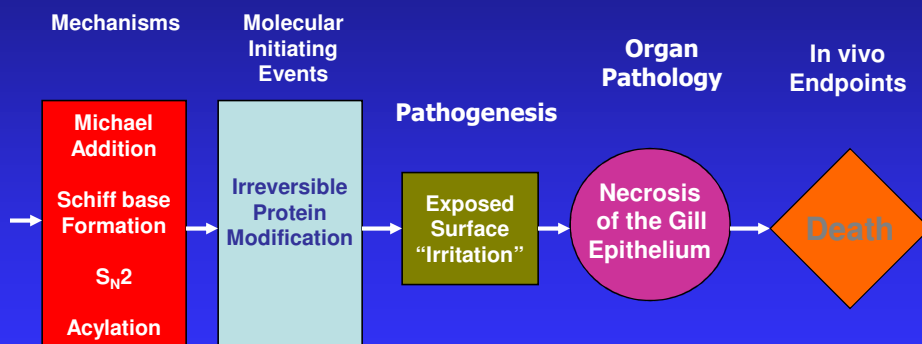 Mechanisms
Molecular
Initiating
Events
Pathogenesis
Organ
Pathology
In vivo
Endpoints
Michael
Addition
Schiff base
Formation
SN2
Acylation
Irreversible
Protein
Modification
Exposed
Surface
“Irritation”
Necrosis
of the Gill
Epithelium
Death